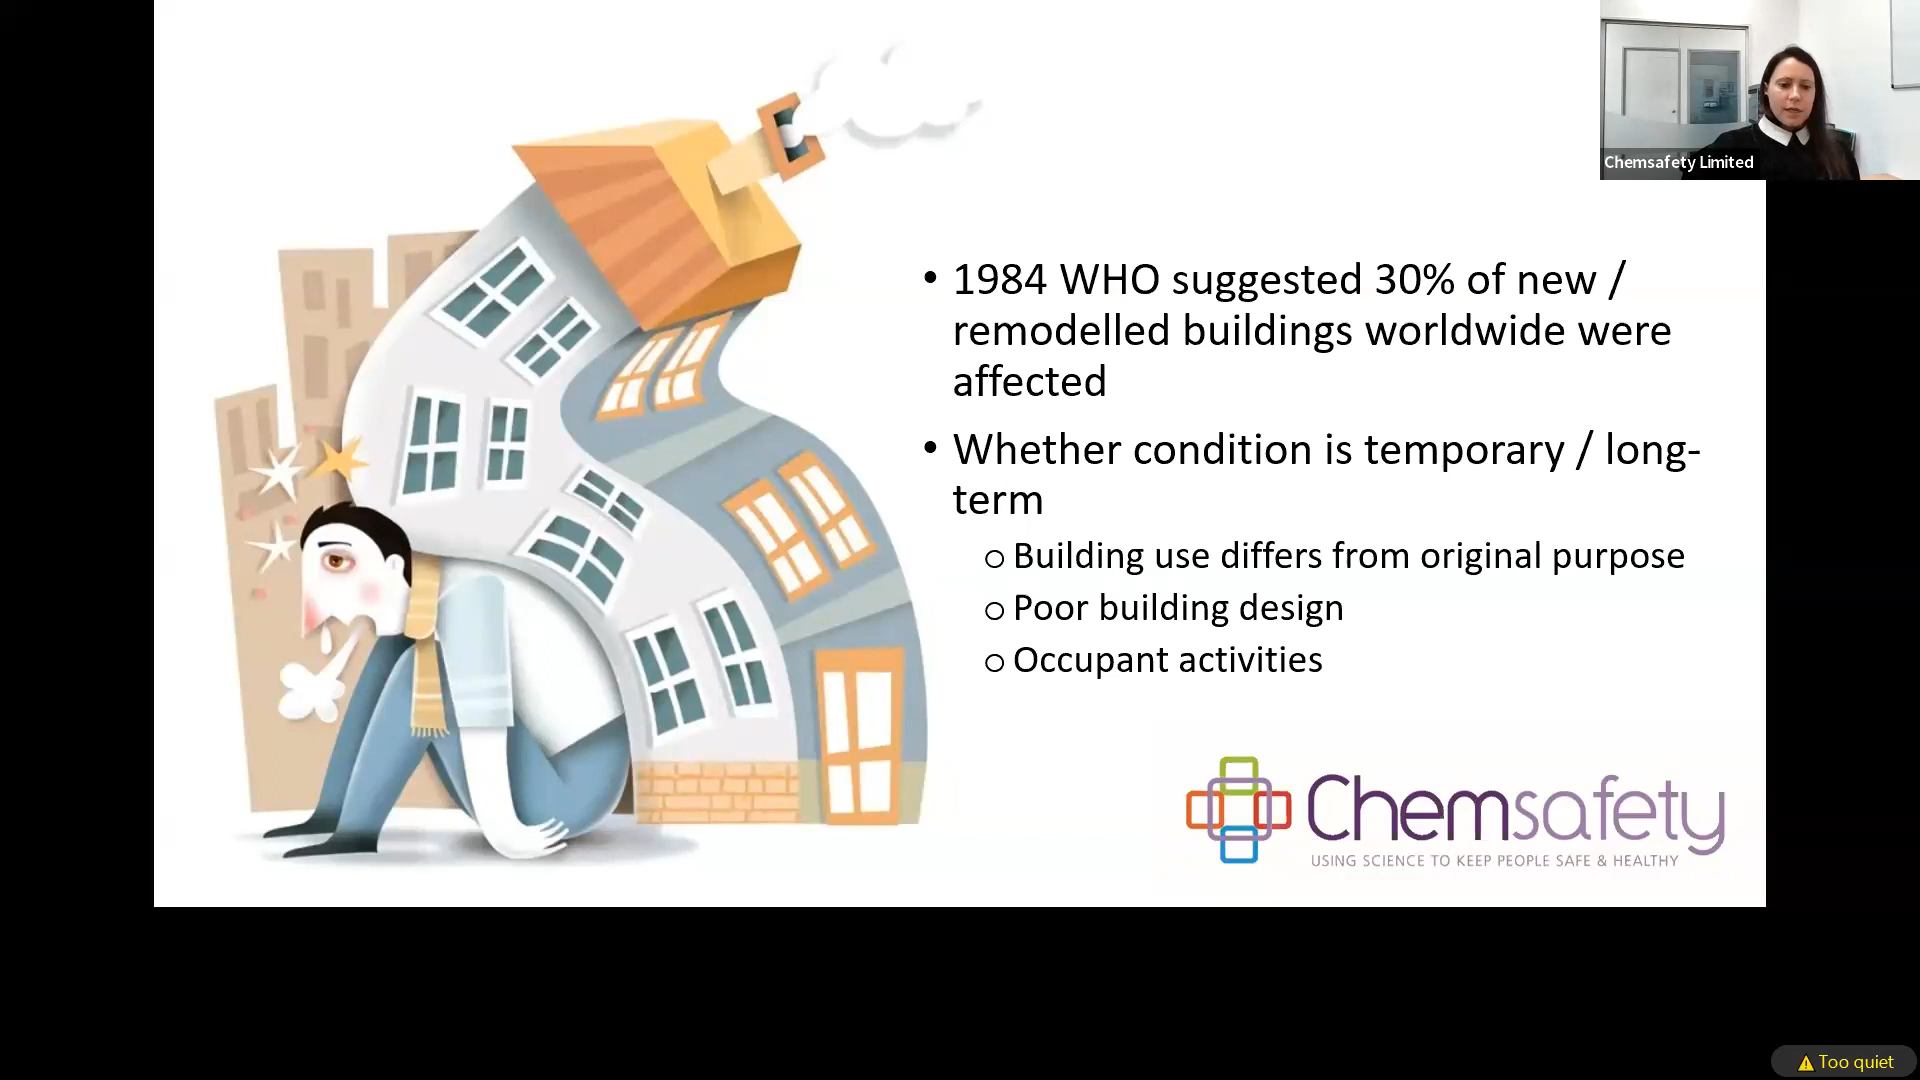 Chemsafety Limited
• 1984 WHO suggested 30% of new /
remodelled buildings worldwide were
affected
• Whether condition is temporary / long-
term
o Building use differs from original purpose
o Poor building design
o Occupant activities
Chemsafety
USING SCIENCE TO KEEP PEOPLE SAFE & HEALTHY
Too quiet